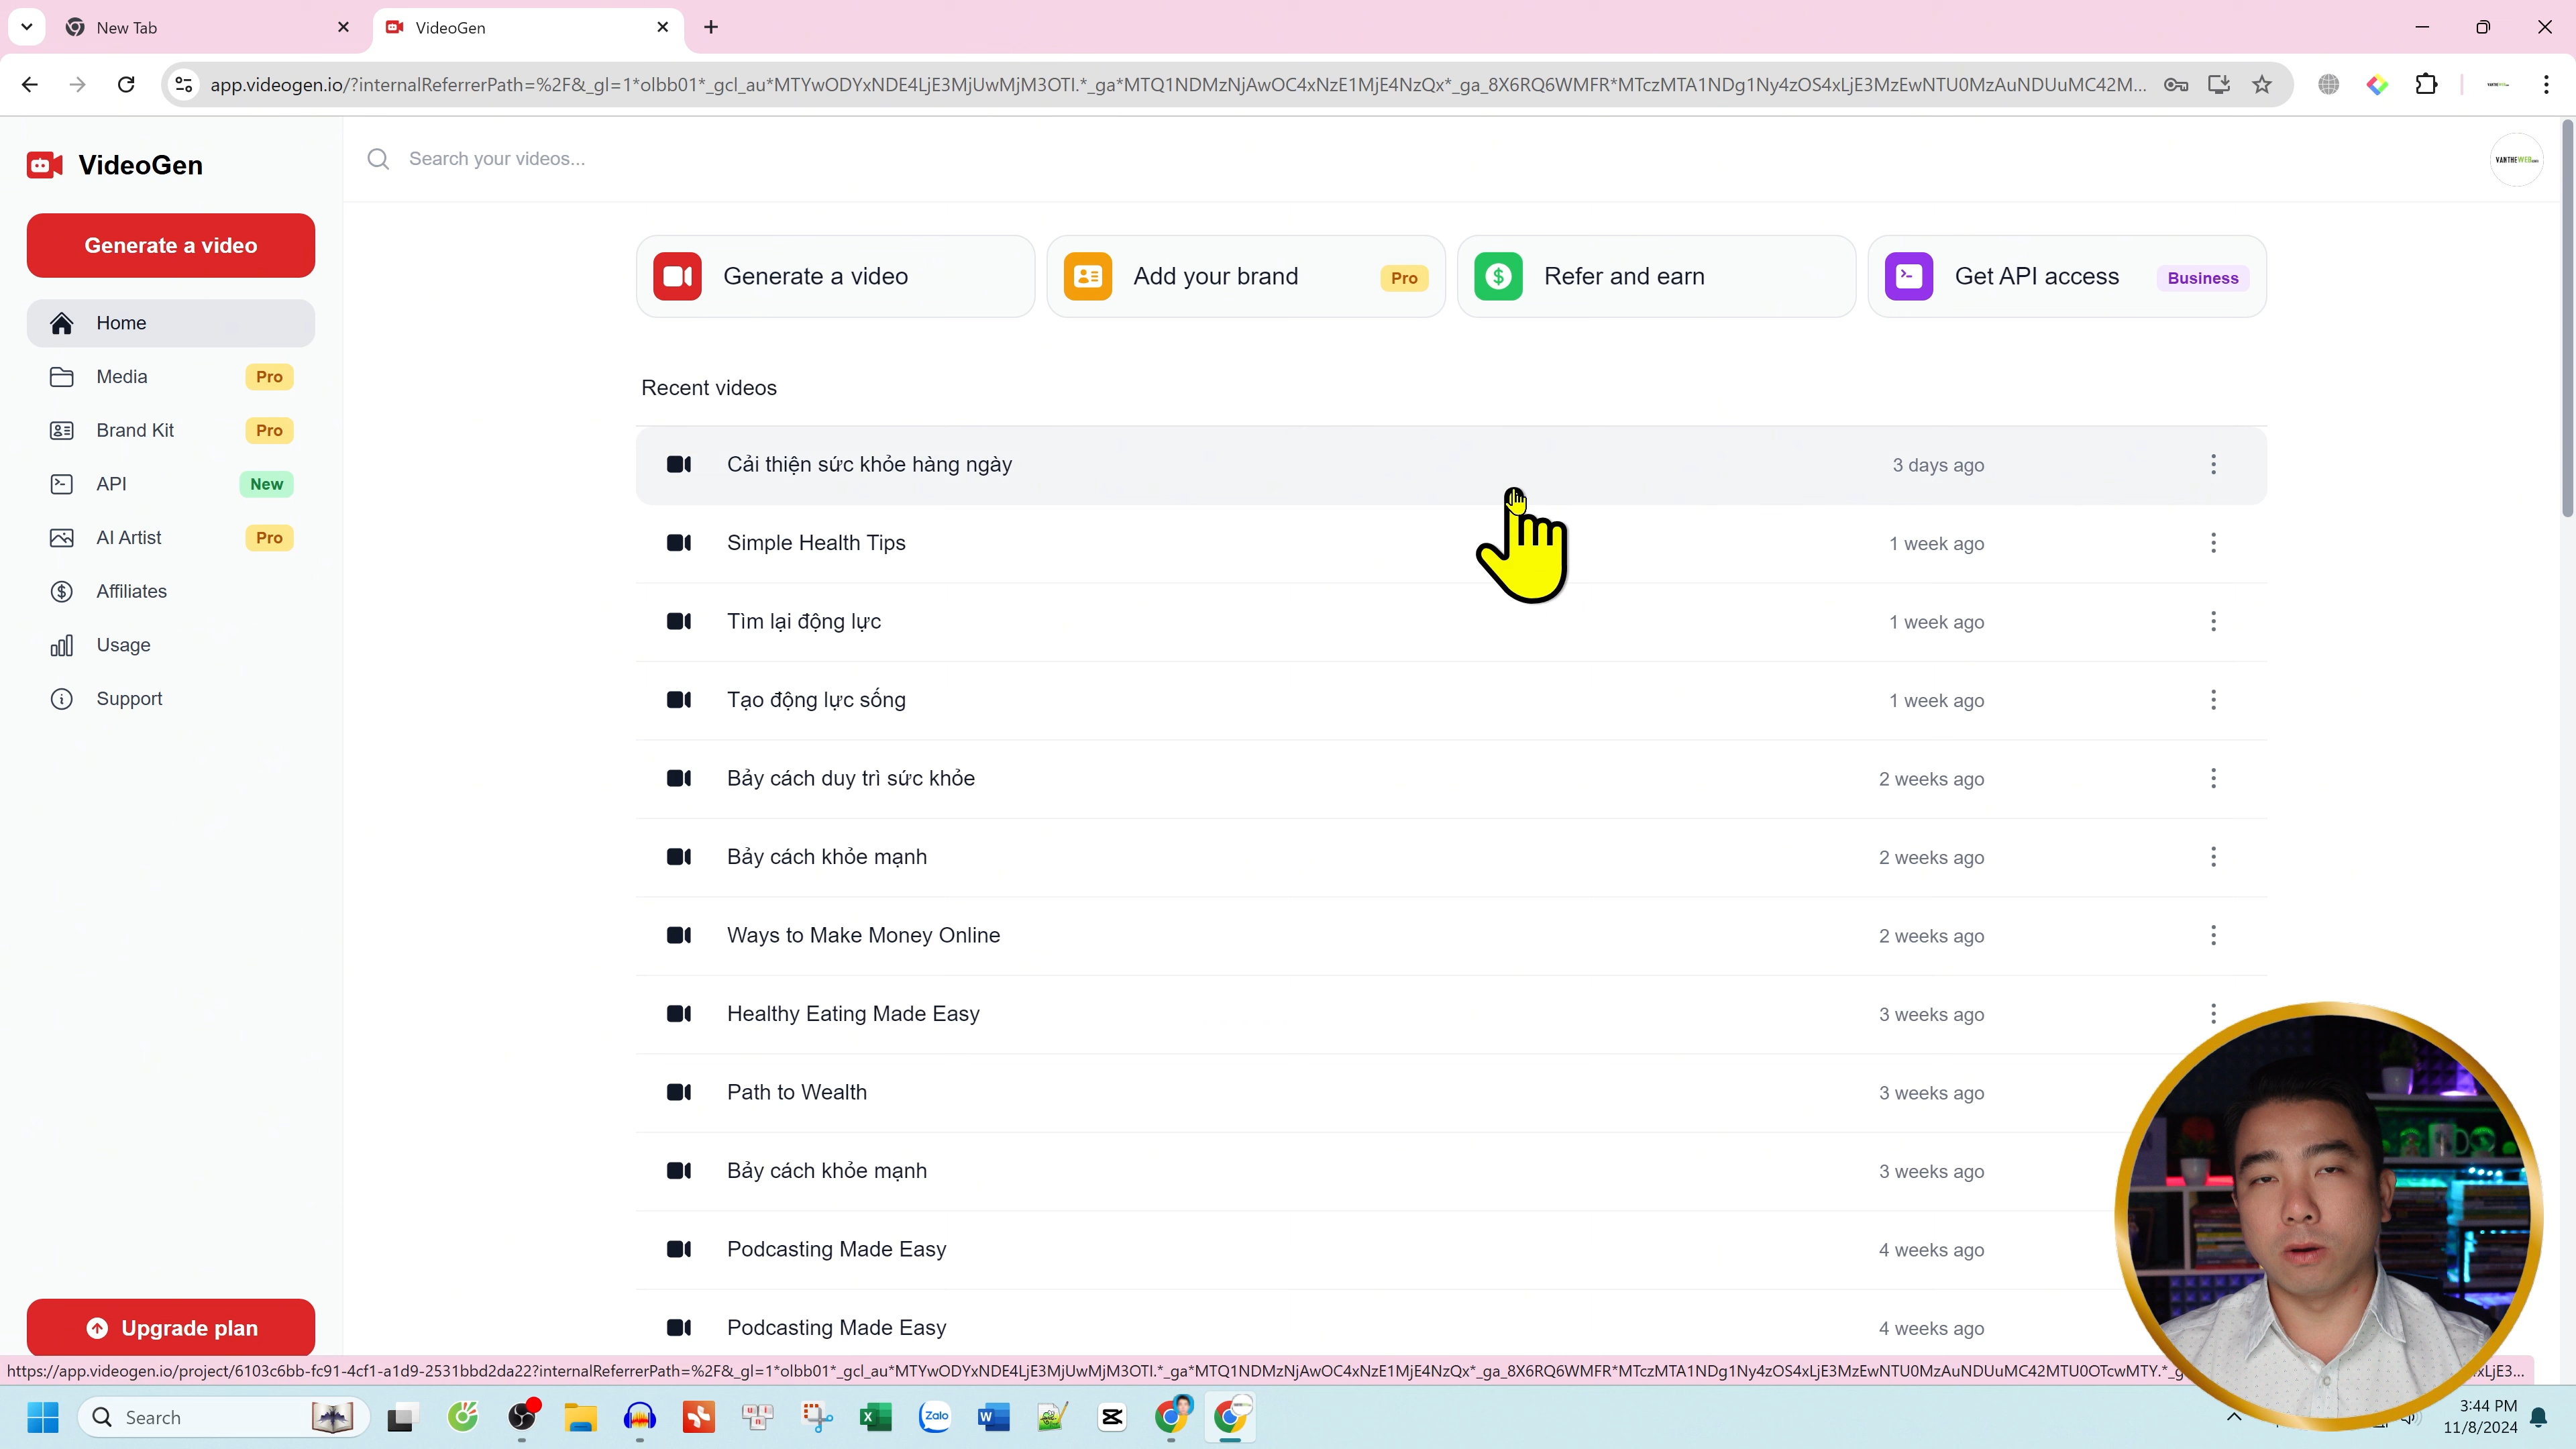 New Tab
VideoGen
app.videogen.io/?internalReferrerPath=%2F&_gl=1*olbb01*_gcl_au*MTYwODYxNDE4LjE3MjUwMjM3OTI.*_ga*MTQ1NDMzNjAwOC4xNzE1MjE4NzQx*_ga_8X6RQ6WMFR*MTczMTA1NDg1Ny4zOS4xLjE3MzEwNTU0MzAuNDUuMC42M...
VideoGen
Search your videos...
Generate a video
Generate a video
Add your brand Pro
Refer and earn
Get API access Business
Home
Media Pro
Brand Kit Pro
API New
AI Artist Pro
Affiliates
Usage
Support
Recent videos
Cải thiện sức khỏe hàng ngày 3 days ago
Simple Health Tips 1 week ago
Tìm lại động lực 1 week ago
Tạo động lực sống 1 week ago
Bảy cách duy trì sức khỏe 2 weeks ago
Bảy cách khỏe mạnh 2 weeks ago
Ways to Make Money Online 2 weeks ago
Healthy Eating Made Easy 3 weeks ago
Path to Wealth 3 weeks ago
Bảy cách khỏe mạnh 3 weeks ago
Podcasting Made Easy 4 weeks ago
Podcasting Made Easy 4 weeks ago
Upgrade plan
https://app.videogen.io/project/6103c6bb-fc91-4cf1-a1d9-2531bbd2da22?internalReferrerPath=%2F&_gl=1*olbb01*_gcl_au*MTYwODYxNDE4LjE3MjUwMjM3OTI.*_ga*MTQ1NDMzNjAwOC4xNzE1MjE4NzQx*_ga_8X6RQ6WMFR*MTczMTA1NDg1Ny4zOS4xLjE3MzEwNTU0MzAuNDUuMC42MTU0OTcwMTY.*_g
Search
Zalo
3:44 PM
11/8/2024